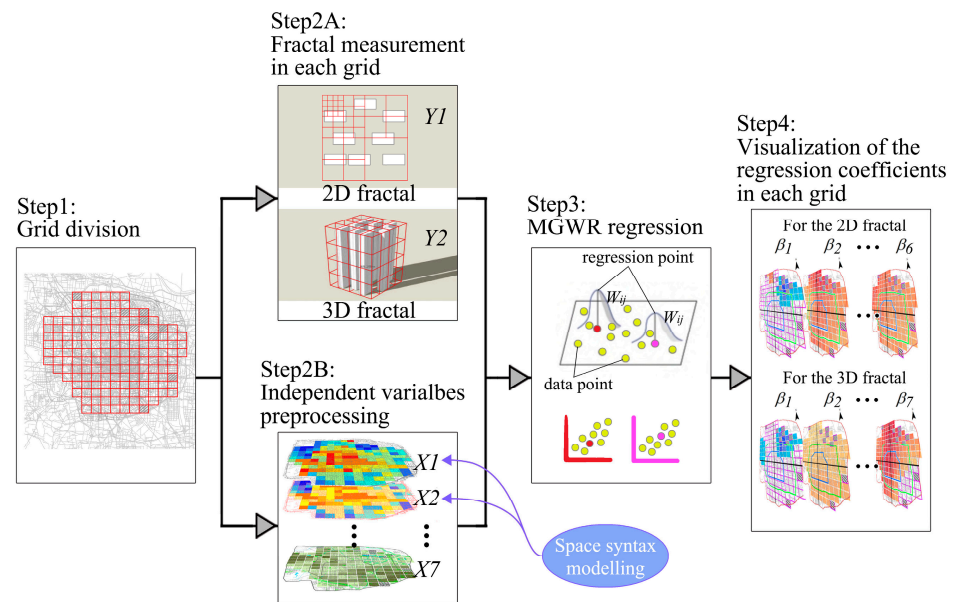 Step1:
Grid division
Step2A:
Fractal measurement
in each grid
Y1
2D fractal
Y2
3D fractal
Step2B:
Independent varialbes
preprocessing
X1
X2
X7
Space syntax
modelling
Step3:
MGWR regression
regression point
Wij
Wij
data point
Step4:
Visualization of the
regression coefficients
in each grid
For the 2D fractal
β1 β2 ••• β6
•••
For the 3D fractal
β1 β2 ••• β7
•••